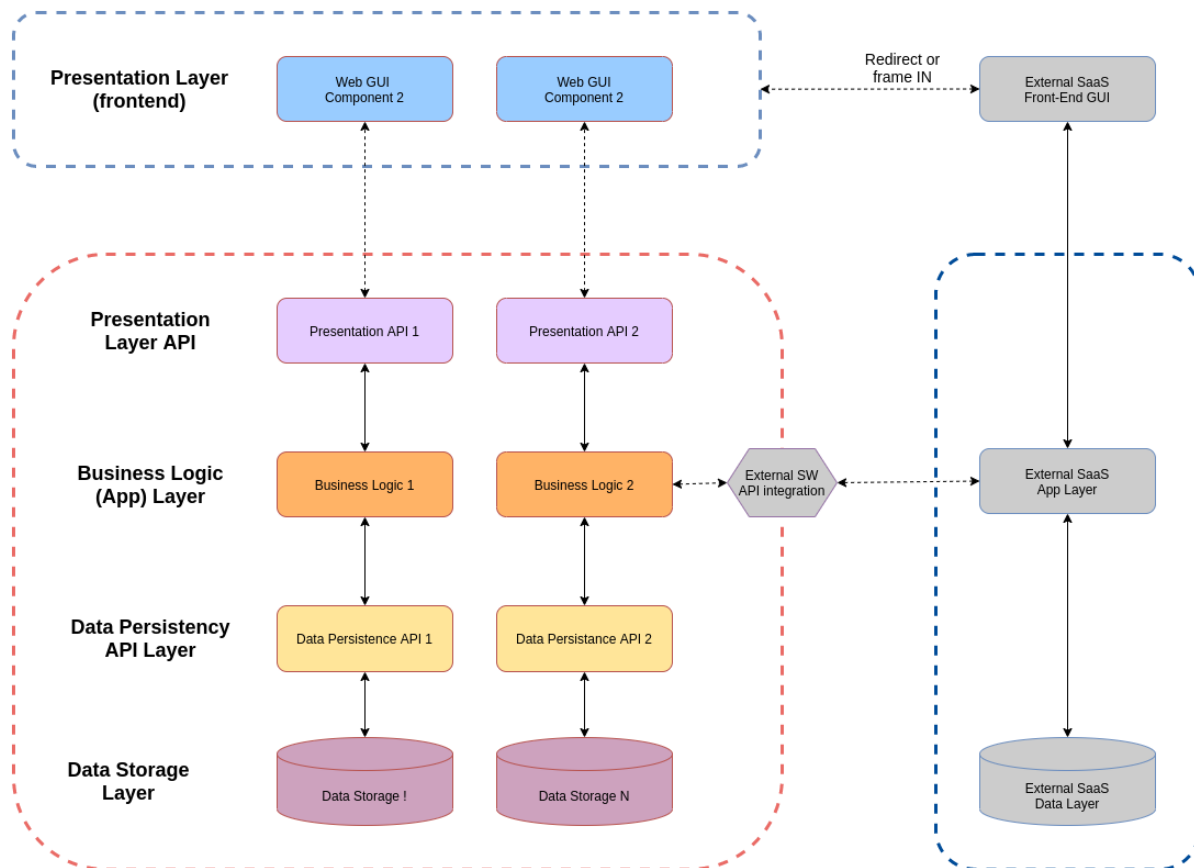 Presentation Layer
(frontend)
Web GUI
Component 2
Web GUI
Component 2
Redirect or
frame IN
External SaaS
Front-End GUI
Presentation
Layer API
Presentation API 1
Presentation API 2
Business Logic
(App) Layer
Business Logic 1
Business Logic 2
External SW
API integration
External SaaS
App Layer
Data Persistency
API Layer
Data Persistence API 1
Data Persistance API 2
Data Storage
Layer
Data Storage !
Data Storage N
External SaaS
Data Layer